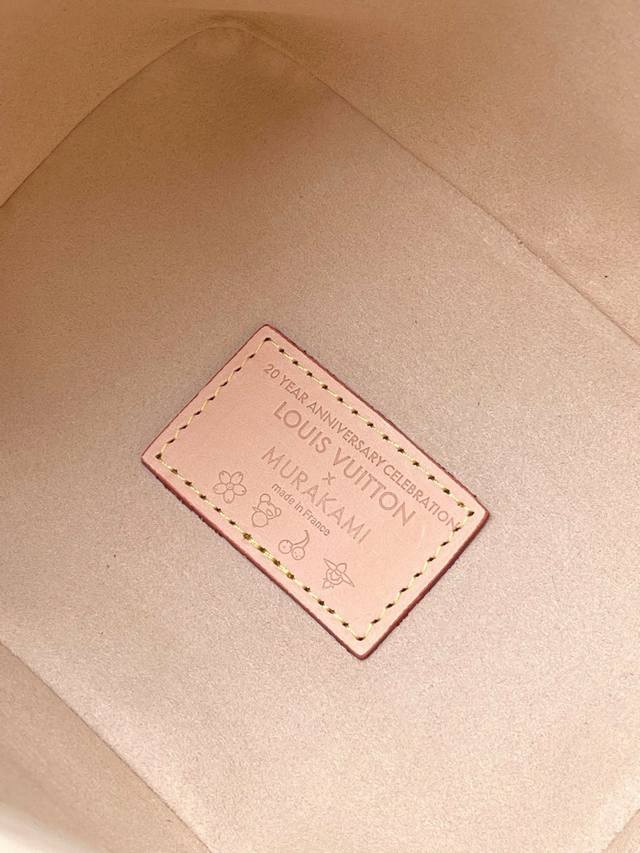 20 YEAR ANNIVERSARY CELEBRATION
LOUIS VUITTON
×
MURAKAMI
made in France